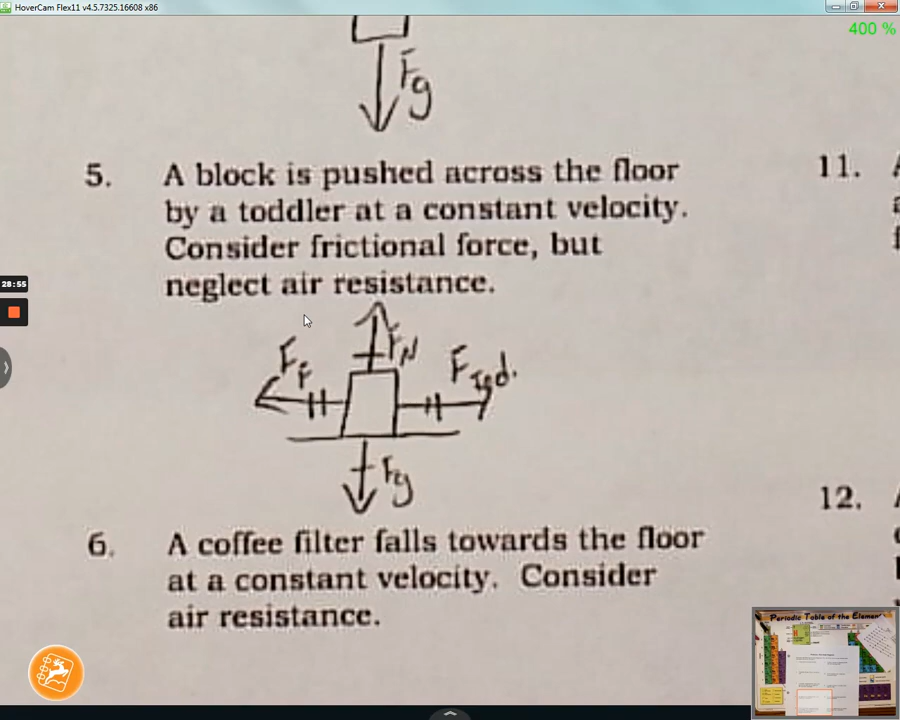 HoverCam Flex11 v4.5.7325.16608 x86
400 %
Fg
5. A block is pushed across the floor
by a toddler at a constant velocity.
Consider frictional force, but
neglect air resistance.
28:55
FN
FF
FTod.
Fg
6. A coffee filter falls towards the floor
at a constant velocity. Consider
air resistance.
11.
12.
Periodic Table of the Elements